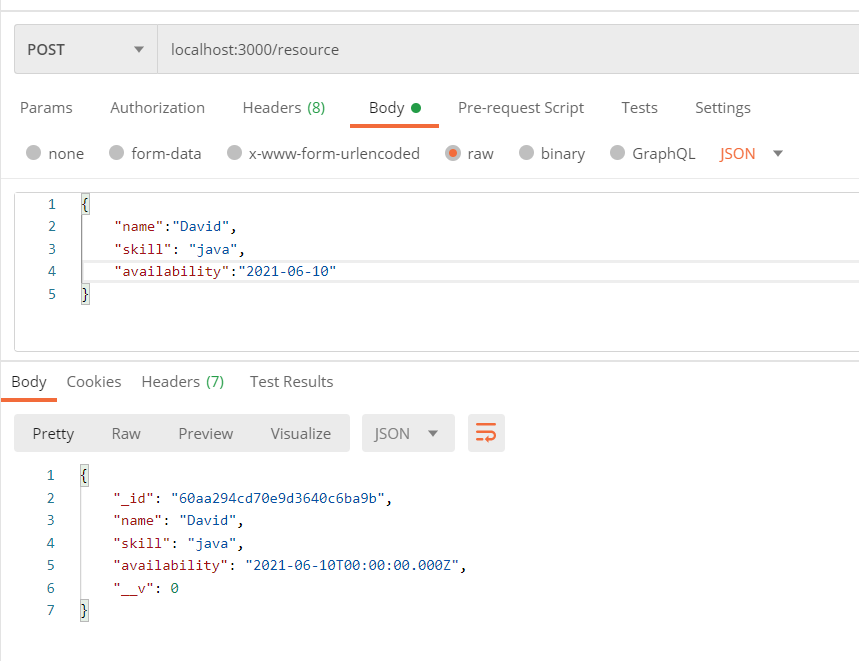 POST localhost:3000/resource
Params Authorization Headers (8) Body Pre-request Script Tests Settings
none form-data x-www-form-urlencoded raw binary GraphQL JSON
1 {
2 "name":"David",
3 "skill": "java",
4 "availability":"2021-06-10"
5 }
Body Cookies Headers (7) Test Results
Pretty Raw Preview Visualize JSON
1 {
2 "_id": "60aa294cd70e9d3640c6ba9b",
3 "name": "David",
4 "skill": "java",
5 "availability": "2021-06-10T00:00:00.000Z",
6 "__v": 0
7 }